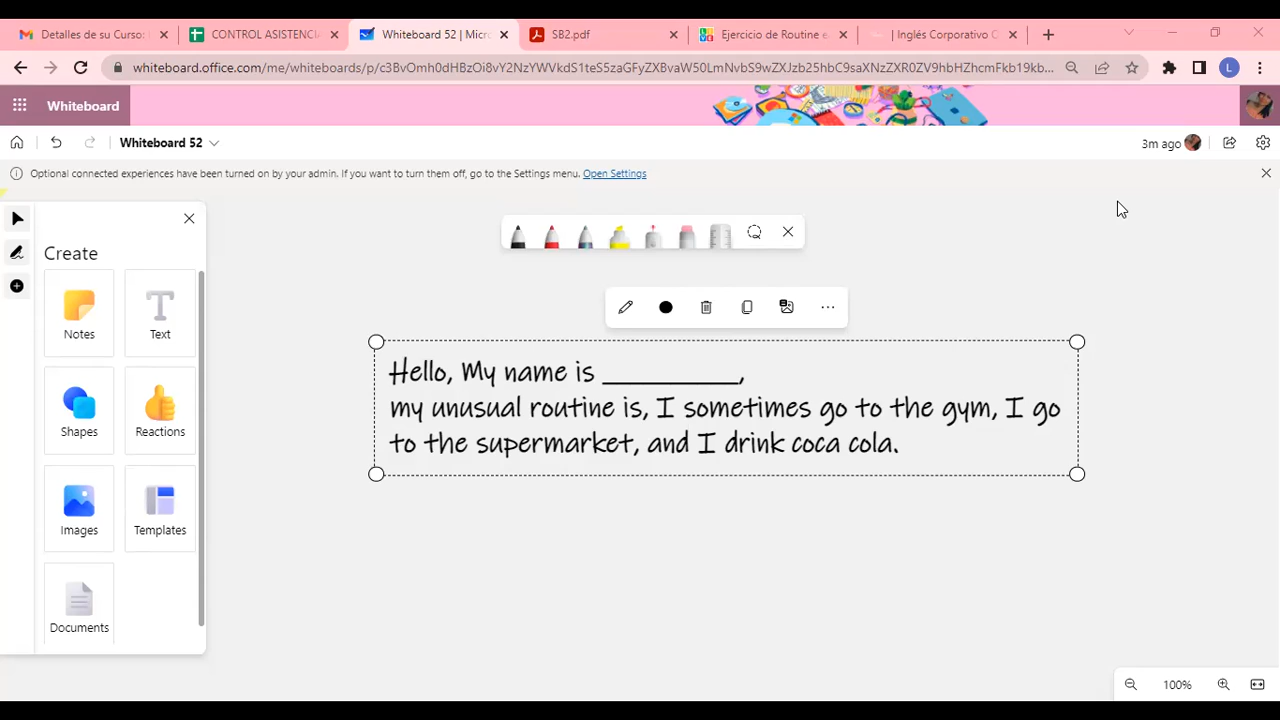 Detalles de su Curso:
CONTROL ASISTENCIA
Whiteboard 52 | Micro
SB2.pdf
Ejercicio de Routine e
| Inglés Corporativo C
whiteboard.office.com/me/whiteboards/p/
Whiteboard
Whiteboard 52
3m ago
Optional connected experiences have been turned on by your admin. If you want to turn them off, go to the Settings menu. Open Settings
Create
Notes Text
Shapes Reactions
Images Templates
Documents
Hello, My name is __________,
my unusual routine is, I sometimes go to the gym, I go
to the supermarket, and I drink coca cola.
100%